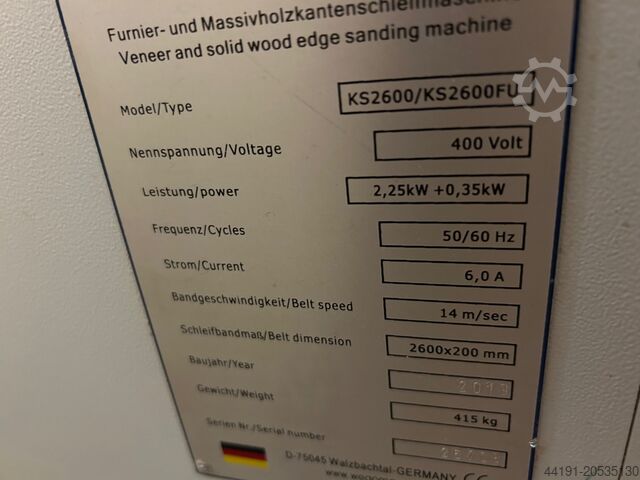 Furnier- und Massivholzkantenschleifmaschine
Veneer and solid wood edge sanding machine
Model/Type KS2600/KS2600FU
Nennspannung/Voltage 400 Volt
Leistung/power 2,25kW +0,35kW
Frequenz/Cycles 50/60 Hz
Strom/Current 6,0 A
Bandgeschwindigkeit/Belt speed 14 m/sec
Schleifbandmaß/Belt dimension 2600x200 mm
Baujahr/Year
Gewicht/Weight 415 kg
Serien Nr./Serial number
D-75045 Walzbachtal-GERMANY CE
44191-20535130